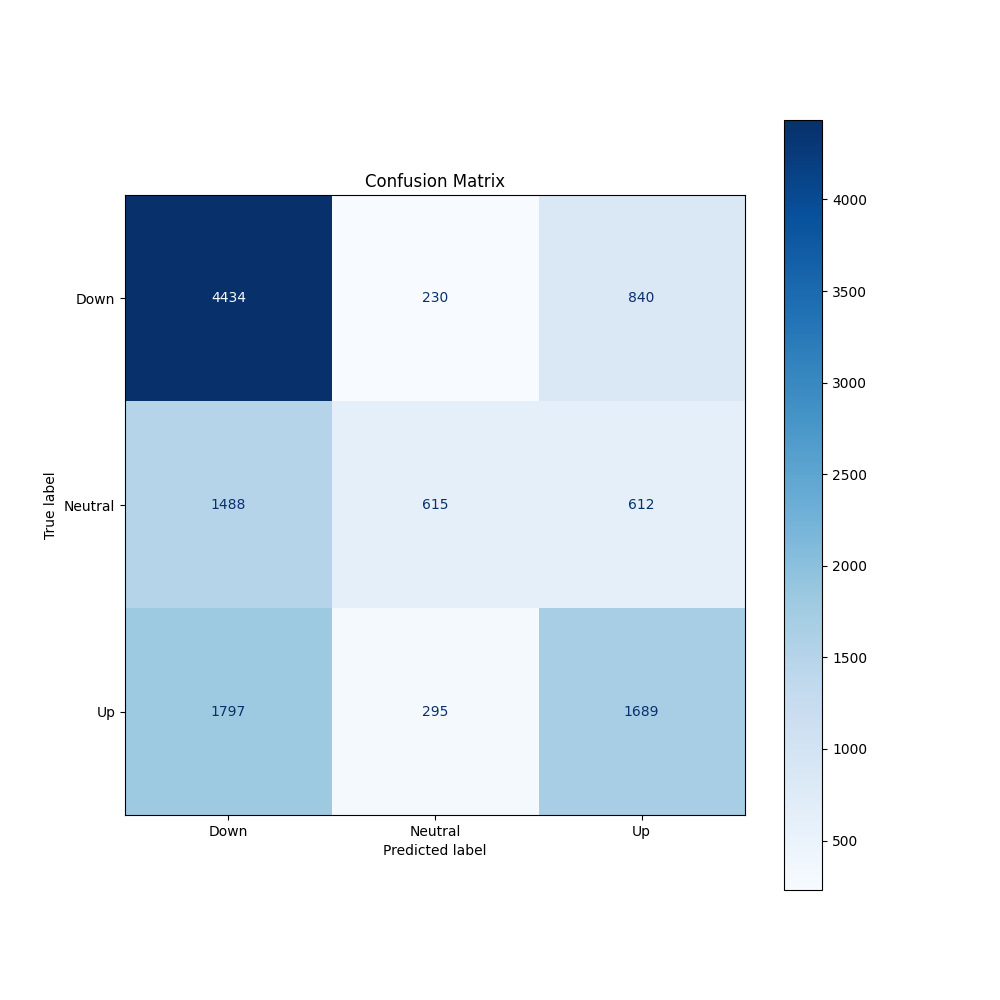 Confusion Matrix
True label
Down
4434 230 840
Neutral
1488 615 612
Up
1797 295 1689
Down Neutral Up
Predicted label
4000
3500
3000
2500
2000
1500
1000
500